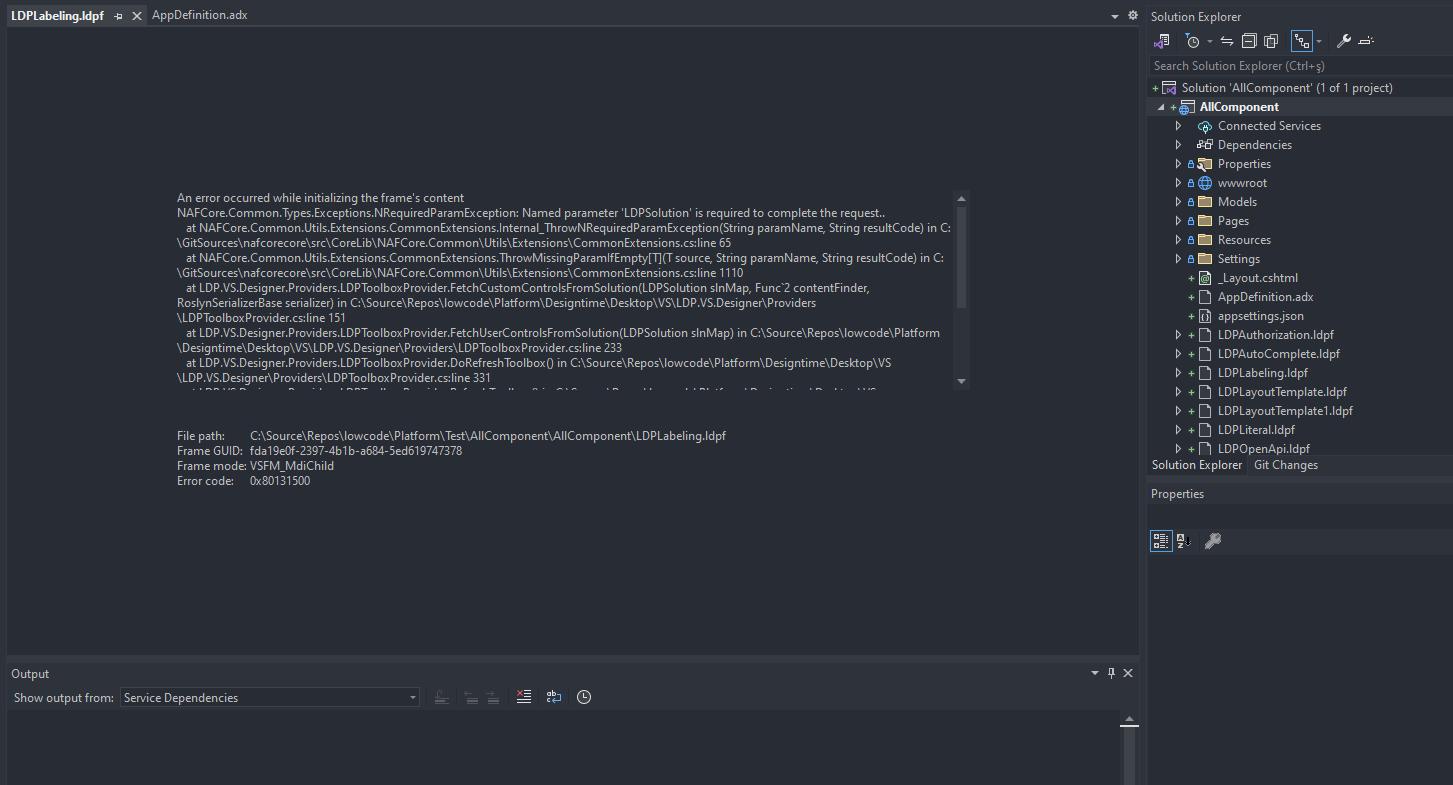 LDPLabeling.ldpf
AppDefinition.adx
An error occurred while initializing the frame's content
NAFCore.Common.Types.Exceptions.NRequiredParamException: Named parameter 'LDPSolution' is required to complete the request..
at NAFCore.Common.Utils.Extensions.CommonExtensions.Internal_ThrowNRequiredParamException(String paramName, String resultCode) in C:
\GitSources\nafcorecore\src\CoreLib\NAFCore.Common\Utils\Extensions\CommonExtensions.cs:line 65
at NAFCore.Common.Utils.Extensions.CommonExtensions.ThrowMissingParamIfEmpty[T](T source, String paramName, String resultCode) in C:
\GitSources\nafcorecore\src\CoreLib\NAFCore.Common\Utils\Extensions\CommonExtensions.cs:line 1110
at LDP.VS.Designer.Providers.LDPToolboxProvider.FetchCustomControlsFromSolution(LDPSolution slnMap, Func`2 contentFinder,
RoslynSerializerBase serializer) in C:\Source\Repos\lowcode\Platform\Designtime\Desktop\VS\LDP.VS.Designer\Providers
\LDPToolboxProvider.cs:line 151
at LDP.VS.Designer.Providers.LDPToolboxProvider.FetchUserControlsFromSolution(LDPSolution slnMap) in C:\Source\Repos\lowcode\Platform
\Designtime\Desktop\VS\LDP.VS.Designer\Providers\LDPToolboxProvider.cs:line 233
at LDP.VS.Designer.Providers.LDPToolboxProvider.DoRefreshToolbox() in C:\Source\Repos\lowcode\Platform\Designtime\Desktop\VS
\LDP.VS.Designer\Providers\LDPToolboxProvider.cs:line 331
File path: C:\Source\Repos\lowcode\Platform\Test\AllComponent\AllComponent\LDPLabeling.ldpf
Frame GUID: fda19e0f-2397-4b1b-a684-5ed619747378
Frame mode: VSFM_MdiChild
Error code: 0x80131500
Output
Show output from: Service Dependencies
Solution Explorer
Search Solution Explorer (Ctrl+ş)
Solution 'AllComponent' (1 of 1 project)
AllComponent
Connected Services
Dependencies
Properties
wwwroot
Models
Pages
Resources
Settings
_Layout.cshtml
AppDefinition.adx
appsettings.json
LDPAuthorization.ldpf
LDPAutoComplete.ldpf
LDPLabeling.ldpf
LDPLayoutTemplate.ldpf
LDPLayoutTemplate1.ldpf
LDPLiteral.ldpf
LDPOpenApi.ldpf
Solution Explorer
Git Changes
Properties